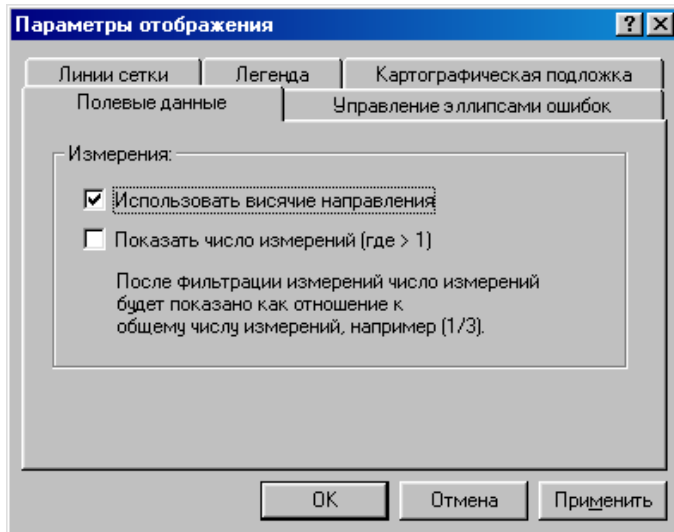 Параметры отображения
Линии сетки
Легенда
Картографическая подложка
Полевые данные
Управление эллипсами ошибок
Измерения:
Использовать висячие направления
Показать число измерений (где > 1)
После фильтрации измерений число измерений
будет показано как отношение к
общему числу измерений, например (1/3).
OK
Отмена
Применить